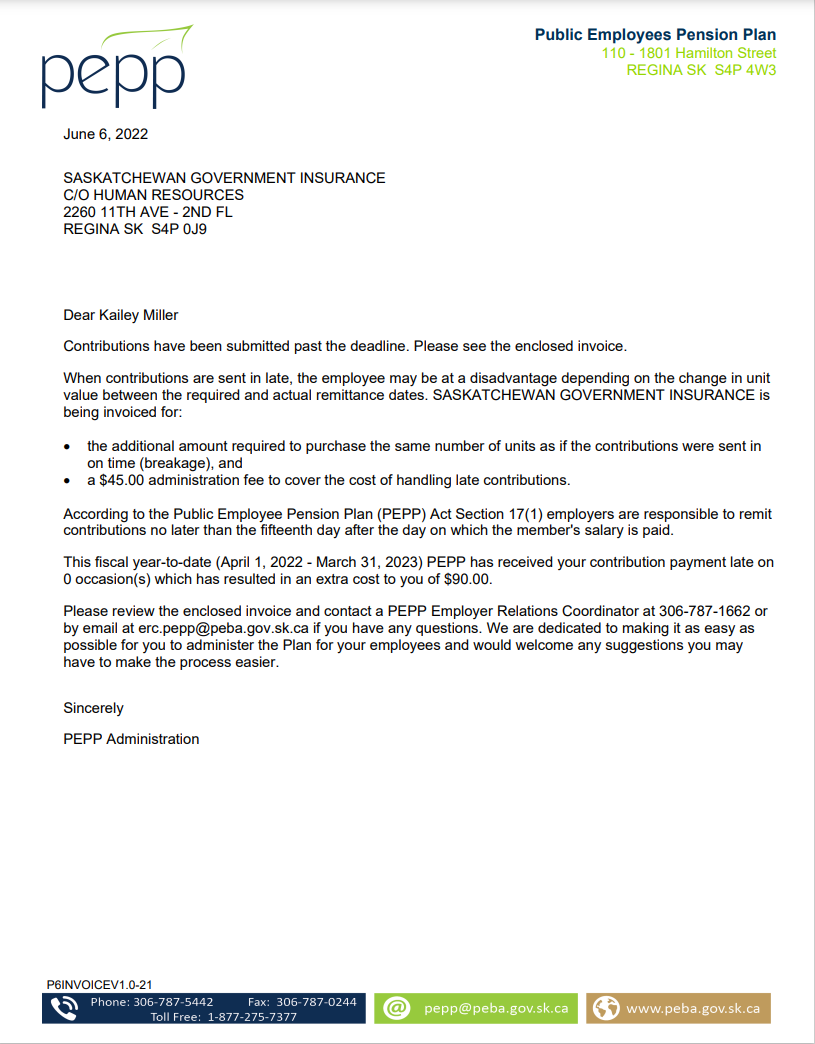 pepp
Public Employees Pension Plan
110 - 1801 Hamilton Street
REGINA SK  S4P 4W3
June 6, 2022
SASKATCHEWAN GOVERNMENT INSURANCE
C/O HUMAN RESOURCES
2260 11TH AVE - 2ND FL
REGINA SK  S4P 0J9
Dear Kailey Miller
Contributions have been submitted past the deadline. Please see the enclosed invoice.
When contributions are sent in late, the employee may be at a disadvantage depending on the change in unit
value between the required and actual remittance dates. SASKATCHEWAN GOVERNMENT INSURANCE is
being invoiced for:
• the additional amount required to purchase the same number of units as if the contributions were sent in
on time (breakage), and
• a $45.00 administration fee to cover the cost of handling late contributions.
According to the Public Employee Pension Plan (PEPP) Act Section 17(1) employers are responsible to remit
contributions no later than the fifteenth day after the day on which the member's salary is paid.
This fiscal year-to-date (April 1, 2022 - March 31, 2023) PEPP has received your contribution payment late on
0 occasion(s) which has resulted in an extra cost to you of $90.00.
Please review the enclosed invoice and contact a PEPP Employer Relations Coordinator at 306-787-1662 or
by email at erc.pepp@peba.gov.sk.ca if you have any questions. We are dedicated to making it as easy as
possible for you to administer the Plan for your employees and would welcome any suggestions you may
have to make the process easier.
Sincerely
PEPP Administration
P6INVOICEV1.0-21
Phone: 306-787-5442 Fax: 306-787-0244
Toll Free: 1-877-275-7377
@ pepp@peba.gov.sk.ca
www.peba.gov.sk.ca